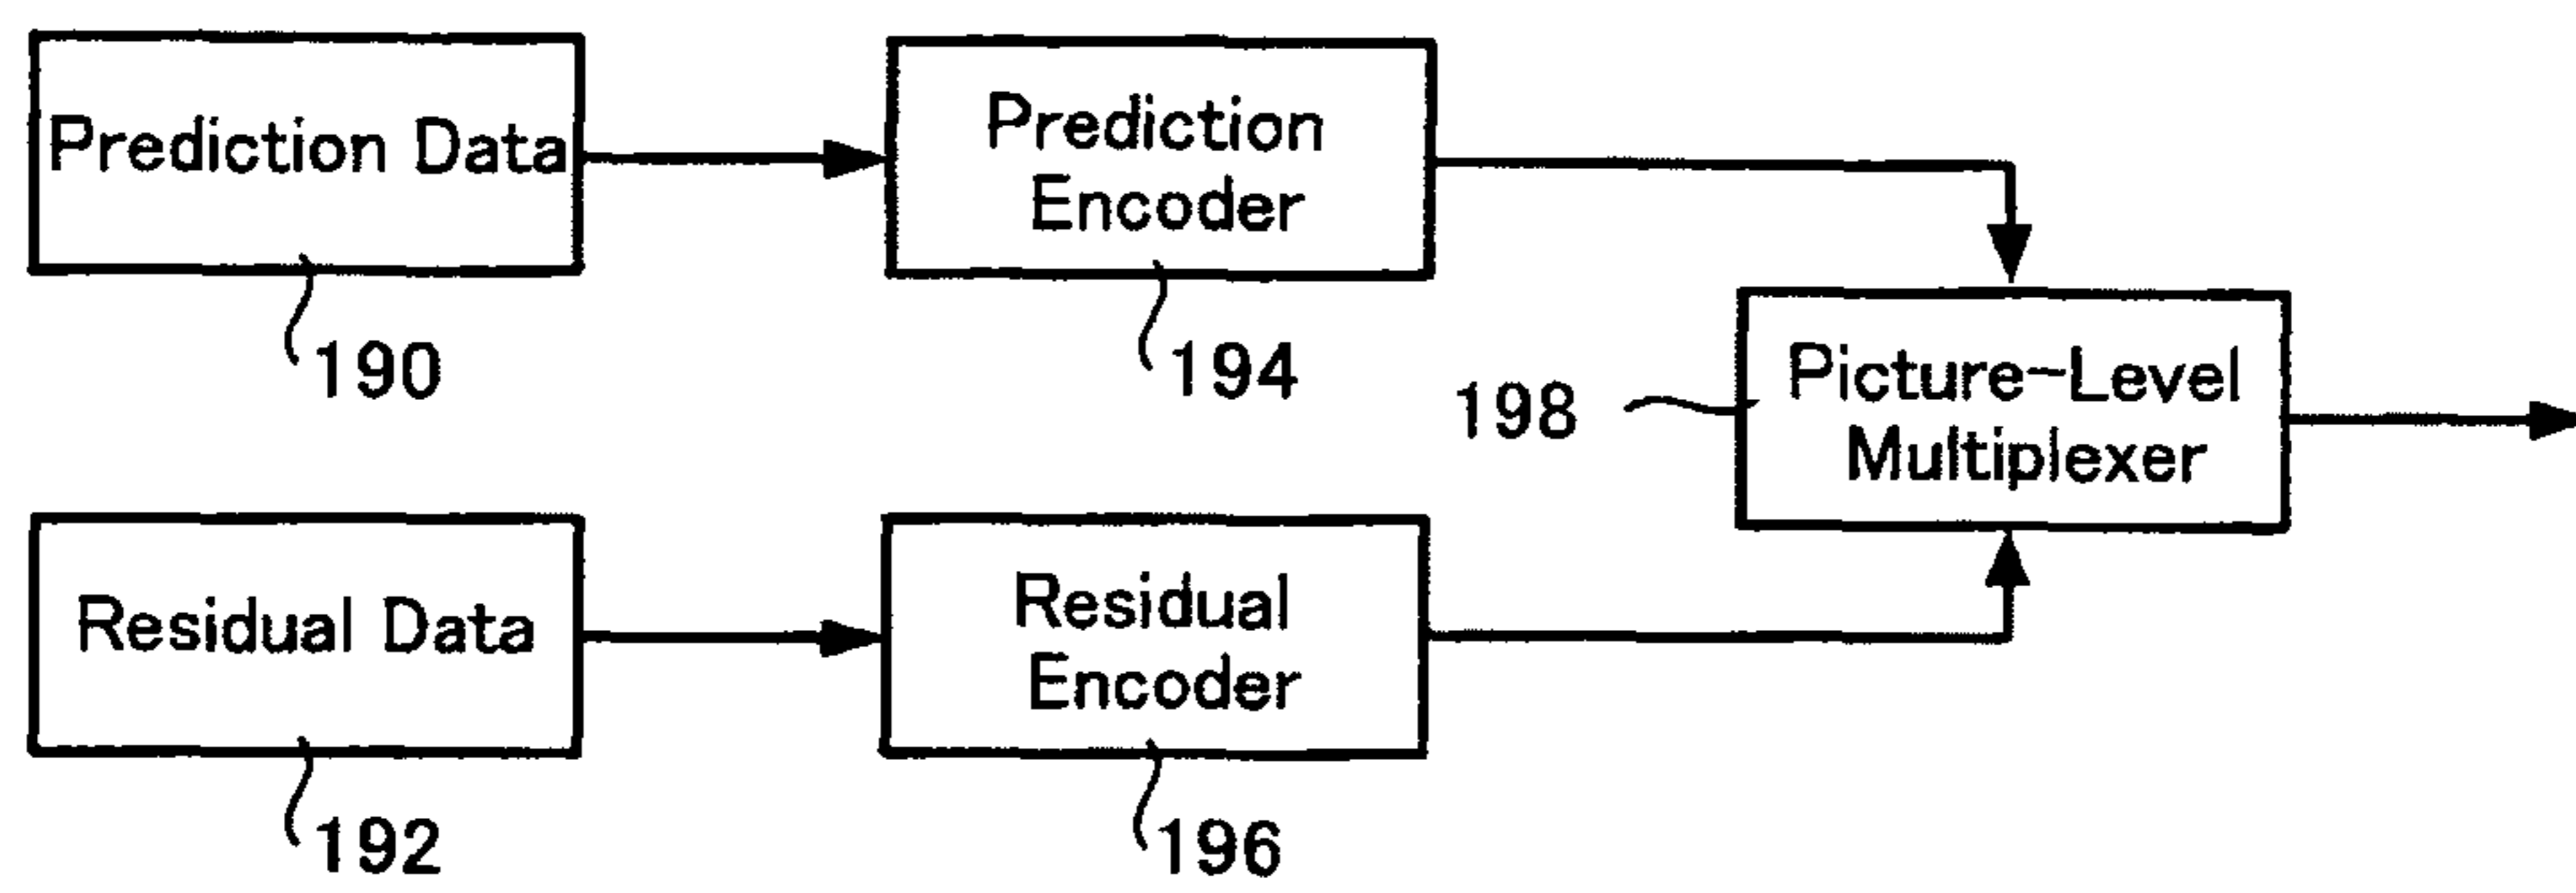 Prediction Data
190
Prediction
Encoder
194
Picture-Level
Multiplexer
198
Residual Data
192
Residual
Encoder
196